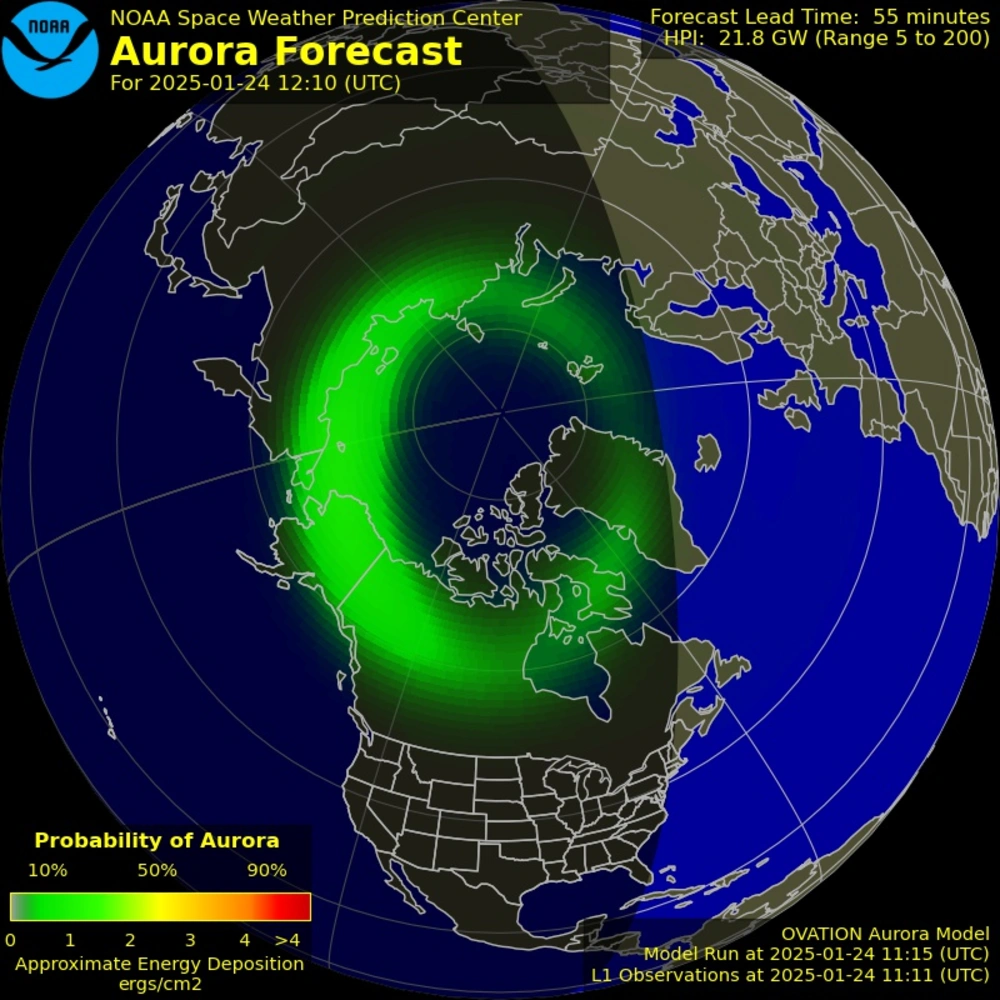 NOAA
NOAA Space Weather Prediction Center
Aurora Forecast
For 2025-01-24 12:10 (UTC)
Forecast Lead Time: 55 minutes
HPI: 21.8 GW (Range 5 to 200)
Probability of Aurora
10% 50% 90%
0 1 2 3 4 >4
Approximate Energy Deposition
ergs/cm2
OVATION Aurora Model
Model Run at 2025-01-24 11:15 (UTC)
L1 Observations at 2025-01-24 11:11 (UTC)